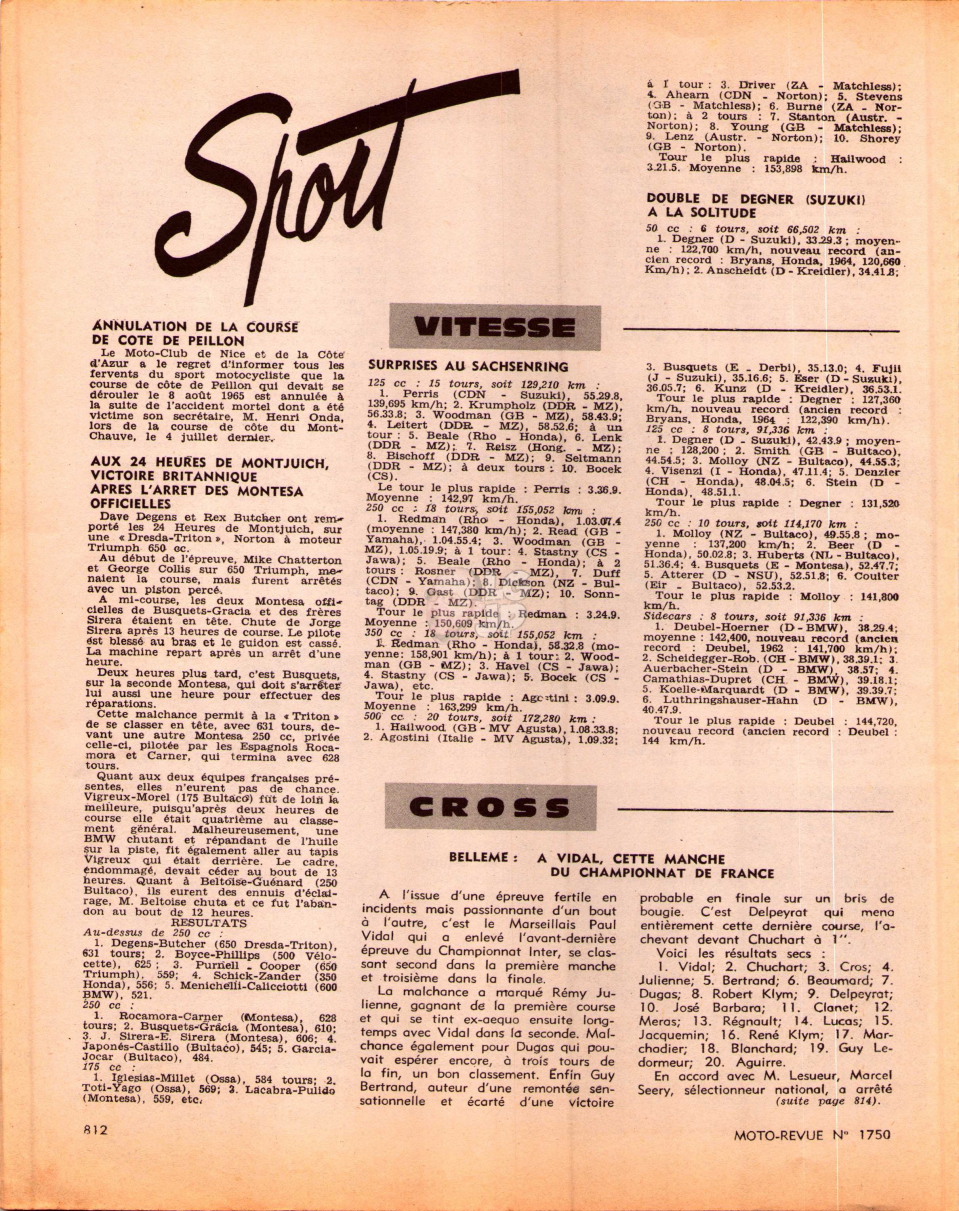 Sport
ANNULATION DE LA COURSE
DE COTE DE PEILLON
Le Moto-Club de Nice et de la Côte
d'Azur a le regret d'informer tous les
fervents du sport motocycliste que la
course de côte de Peillon qui devait se
dérouler le 8 août 1965 est annulée à
la suite de l'accident mortel dont a été
victime son secrétaire, M. Henri Onda,
lors de la course de côte du Mont-
Chauve, le 4 juillet dernier.
AUX 24 HEURES DE MONTJUICH,
VICTOIRE BRITANNIQUE
APRES L'ARRET DES MONTESA
OFFICIELLES
Dave Degens et Rex Butcher ont rem-
porté les 24 Heures de Montjuich, sur
une « Dresda-Triton », Norton à moteur
Triumph 650 cc.
Au début de l'épreuve, Mike Chatterton
et George Collis sur 650 Triumph, me-
naient la course, mais furent arrêtés
avec un piston percé.
A mi-course, les deux Montesa offi-
cielles de Busquets-Gracia et des frères
Sirera étaient en tête. Chute de Jorge
Sirera après 13 heures de course. Le pilote
est blessé au bras et le guidon est cassé.
La machine repart après un arrêt d'une
heure.
Deux heures plus tard, c'est Busquets,
sur la seconde Montesa, qui doit s'arrêter
lui aussi une heure pour effectuer des
réparations.
Cette malchance permit à la « Triton »
de se classer en tête, avec 631 tours, de-
vant une autre Montesa 250 cc, privée
celle-ci, pilotée par les Espagnols Roca-
mora et Carner, qui termina avec 628
tours.
Quant aux deux équipes françaises pré-
sentes, elles n'eurent pas de chance.
Vigreux-Morel (175 Bultaco) fut de loin la
meilleure, puisqu'après deux heures de
course elle était quatrième au classe-
ment général. Malheureusement, une
BMW chutant et répandant de l'huile
sur la piste, fit également aller au tapis
Vigreux qui était derrière. Le cadre,
endommagé, devait céder au bout de 13
heures. Quant à Beltoise-Guénard (250
Bultaco), ils eurent des ennuis d'éclai-
rage, M. Beltoise chuta et ce fut l'aban-
don au bout de 12 heures.
RESULTATS
Au-dessus de 250 cc :
1. Degens-Butcher (650 Dresda-Triton),
631 tours; 2. Boyce-Phillips (500 Vélo-
cette), 625 ; 3. Purnell - Cooper (650
Triumph), 559; 4. Schick-Zander (350
Honda), 556; 5. Menichelli-Calicciotti (600
BMW), 521.
250 cc :
1. Rocamora-Carner (Montesa), 628
tours; 2. Busquets-Gràcia (Montesa), 610;
3. J. Sirera-E. Sirera (Montesa), 606; 4.
Japonès-Castillo (Bultaco), 545; 5. Garcia-
Jocar (Bultaco), 484.
175 cc :
1. Iglesias-Millet (Ossa), 584 tours; 2.
Toti-Yago (Ossa), 569; 3. Lacabra-Pulido
(Montesa), 559, etc.
VITESSE
SURPRISES AU SACHSENRING
125 cc : 15 tours, soit 129,210 km :
1. Perris (CDN - Suzuki), 55.29.8,
139,695 km/h; 2. Krumpholz (DDR - MZ),
56.33.8; 3. Woodman (GB - MZ), 58.43.9;
4. Leitert (DDR - MZ), 58.52.6; à un
tour : 5. Beale (Rho - Honda), 6. Lenk
(DDR - MZ); 7. Reisz (Hong. - MZ);
8. Bischoff (DDR - MZ); 9. Seltmann
(DDR - MZ); à deux tours : 10. Bocek
(CS).
Le tour le plus rapide : Perris : 3.36.9.
Moyenne : 142,97 km/h.
250 cc : 18 tours, soit 155,052 km :
1. Redman (Rho - Honda), 1.03.07.4
(moyenne : 147,380 km/h); 2. Read (GB -
Yamaha), 1.04.55.4; 3. Woodman (GB -
MZ), 1.05.19.9; à 1 tour: 4. Stastny (CS -
Jawa); 5. Beale (Rho - Honda); à 2
tours : Rosner (DDR - MZ), 7. Duff
(CDN - Yamaha); 8. Dickson (NZ - Bul-
taco); 9. Gast (DDR - MZ); 10. Sonn-
tag (DDR - MZ).
Tour le plus rapide : Redman : 3.24.9.
Moyenne : 150,609 km/h.
350 cc : 18 tours, soit 155,052 km :
1. Redman (Rho - Honda), 58.32.8 (mo-
yenne: 158,901 km/h); à 1 tour; 2. Wood-
man (GB - MZ); 3. Havel (CS - Jawa);
4. Stastny (CS - Jawa); 5. Bocek (CS -
Jawa), etc.
Tour le plus rapide : Agostini : 3.09.9.
Moyenne : 163,299 km/h.
500 cc : 20 tours, soit 172,280 km :
1. Hailwood (GB - MV Agusta), 1.08.33.8;
2. Agostini (Italie - MV Agusta), 1.09.32;
à 1 tour : 3. Driver (ZA - Matchless);
4. Ahearn (CDN - Norton); 5. Stevens
(GB - Matchless); 6. Burne (ZA - Nor-
ton); à 2 tours : 7. Stanton (Austr. -
Norton); 8. Young (GB - Matchless);
9. Lenz (Austr. - Norton); 10. Shorey
(GB - Norton).
Tour le plus rapide : Hailwood :
3.21.5. Moyenne : 153,898 km/h.
DOUBLE DE DEGNER (SUZUKI)
A LA SOLITUDE
50 cc : 6 tours, soit 66,502 km :
1. Degner (D - Suzuki), 33.29.3 ; moyen-
ne : 122,700 km/h, nouveau record (an-
cien record : Bryans, Honda, 1964, 120,660
Km/h); 2. Anscheidt (D - Kreidler), 34.41.8;
3. Busquets (E - Derbi), 35.13.0; 4. Fujii
(J - Suzuki), 35.16.6; 5. Eser (D - Suzuki),
36.05.7; 6. Kunz (D - Kreidler), 36.53.1.
Tour le plus rapide : Degner : 127,360
km/h, nouveau record (ancien record :
Bryans, Honda, 1964 : 122,390 km/h).
125 cc : 8 tours, 91,336 km :
1. Degner (D - Suzuki), 42.43.9 ; moyen-
ne : 128,200 ; 2. Smith (GB - Bultaco),
44.54.5; 3. Molloy (NZ - Bultaco), 44.55.3;
4. Visenzi (I - Honda), 47.11.4; 5. Denzler
(CH - Honda), 48.04.5; 6. Stein (D -
Honda), 48.51.1.
Tour le plus rapide : Degner : 131,520
km/h.
250 cc : 10 tours, soit 114,170 km :
1. Molloy (NZ - Bultaco), 49.55.8 ; mo-
yenne : 137,200 km/h; 2. Beer (D -
Honda), 50.02.8; 3. Huberts (NL - Bultaco),
51.36.4; 4. Busquets (E - Montesa), 52.47.7;
5. Atterer (D - NSU), 52.51.8; 6. Coulter
(Eir - Bultaco), 52.53.2.
Tour le plus rapide : Molloy : 141,800
km/h.
Sidecars : 8 tours, soit 91,336 km :
1. Deubel-Hoerner (D - BMW), 38.29.4;
moyenne : 142,400, nouveau record (ancien
record : Deubel, 1962 : 141,700 km/h);
2. Scheidegger-Rob. (CH - BMW), 38.39.1; 3.
Auerbacher-Stein (D - BMW), 38.57; 4.
Camathias-Dupret (CH - BMW), 39.18.1;
5. Koelle-Marquardt (D - BMW), 39.39.7;
6. Luthringshauser-Hahn (D - BMW),
40.47.9.
Tour le plus rapide : Deubel : 144,720,
nouveau record (ancien record : Deubel :
144 km/h.
CROSS
BELLEME : A VIDAL, CETTE MANCHE
DU CHAMPIONNAT DE FRANCE
A l'issue d'une épreuve fertile en
incidents mais passionnante d'un bout
à l'autre, c'est le Marseillais Paul
Vidal qui a enlevé l'avant-dernière
épreuve du Championnat Inter, se clas-
sant second dans la première manche
et troisième dans la finale.
La malchance a marqué Rémy Ju-
lienne, gagnant de la première course
et qui se tint ex-aequo ensuite long-
temps avec Vidal dans la seconde. Mal-
chance également pour Dugas qui pou-
vait espérer encore, à trois tours de
la fin, un bon classement. Enfin Guy
Bertrand, auteur d'une remontée sen-
sationnelle et écarté d'une victoire
probable en finale sur un bris de
bougie. C'est Delpeyrat qui mena
entièrement cette dernière course, l'a-
chevant devant Chuchart à 1''.
Voici les résultats secs :
1. Vidal; 2. Chuchart; 3. Cros; 4.
Julienne; 5. Bertrand; 6. Beaumard; 7.
Dugas; 8. Robert Klym; 9. Delpeyrat;
10. José Barbara; 11. Clanet; 12.
Meras; 13. Régnault; 14. Lucas; 15.
Jacquemin; 16. René Klym; 17. Mar-
chadier; 18. Blanchard; 19. Guy Le-
dormeur; 20. Aguirre.
En accord avec M. Lesueur, Marcel
Seery, sélectionneur national, a arrêté
(suite page 814).
812
MOTO-REVUE N° 1750